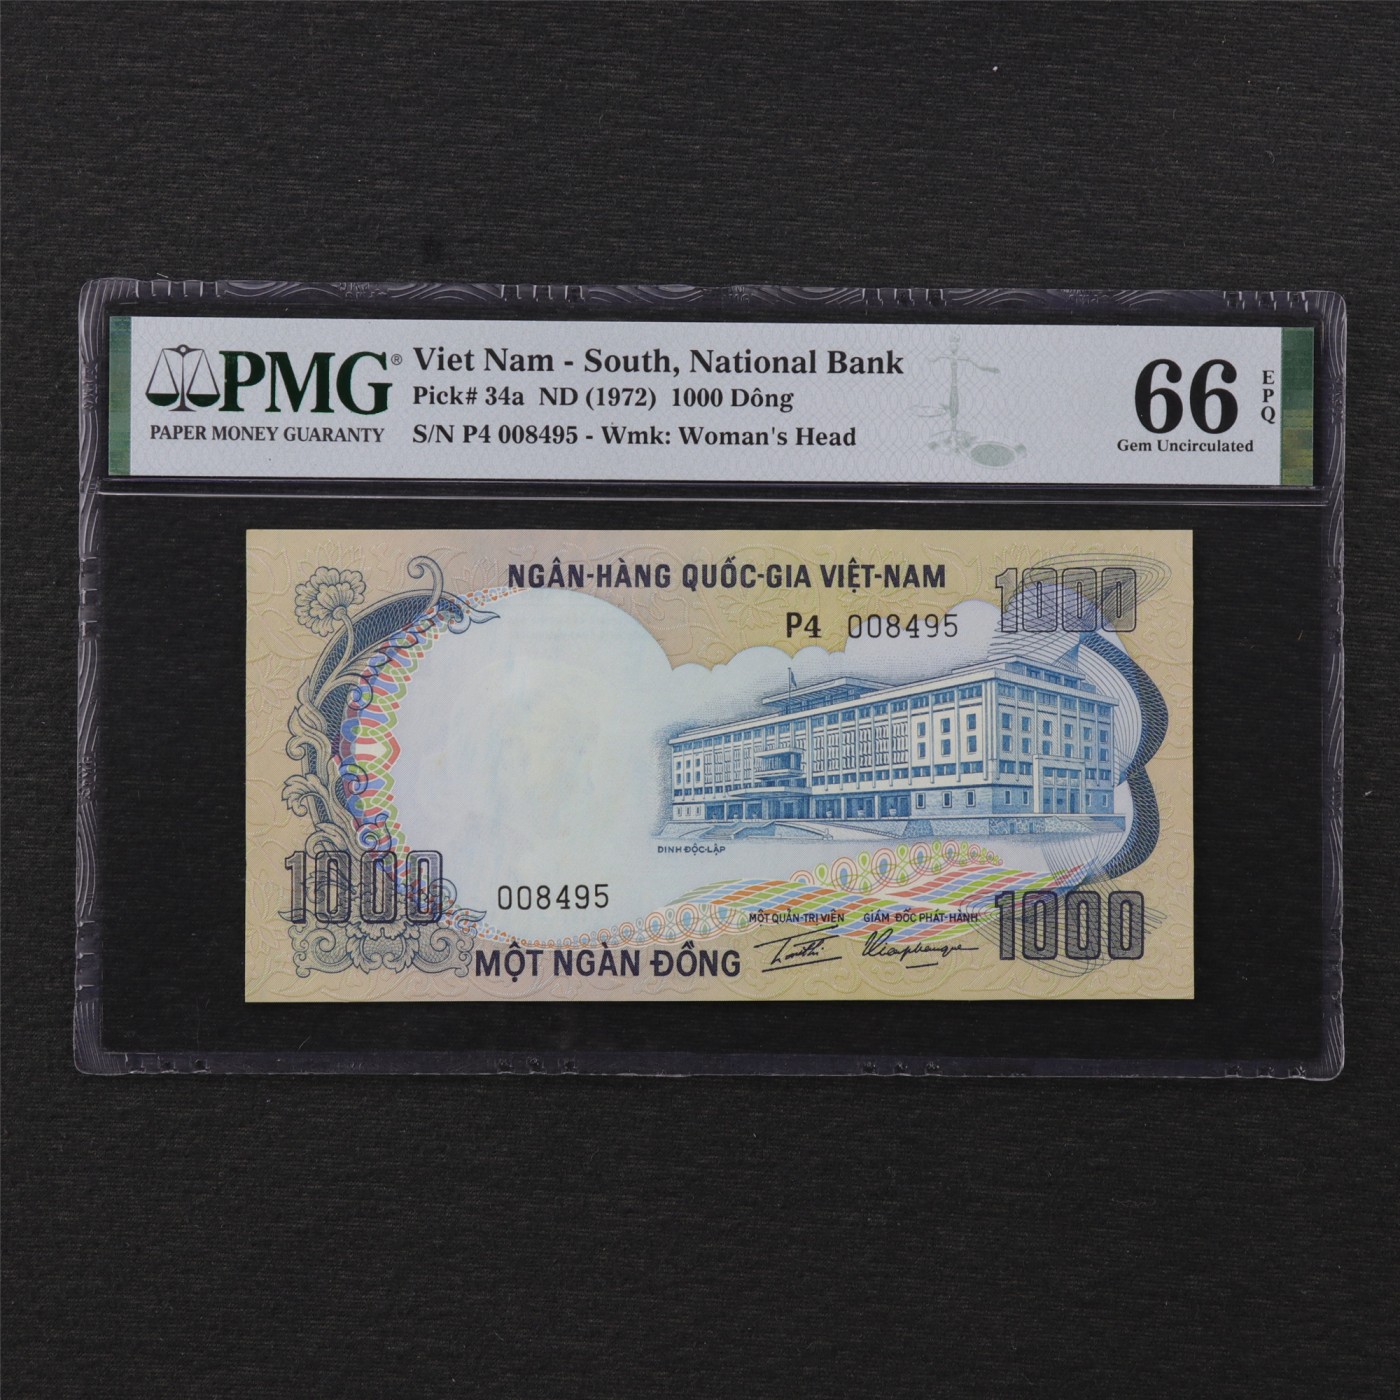 PMG®
PAPER MONEY GUARANTY
Viet Nam - South, National Bank
Pick# 34a ND (1972) 1000 Dông
S/N P4 008495 - Wmk: Woman's Head
66
EPQ
Gem Uncirculated
NGÂN-HÀNG QUỐC-GIA VIỆT-NAM
1000
P4 008495
DINH ĐỘC-LẬP
1000
008495
MỘT QUẢN-TRỊ VIÊN GIÁM ĐỐC PHÁT-HÀNH
1000
MỘT NGÀN ĐỒNG